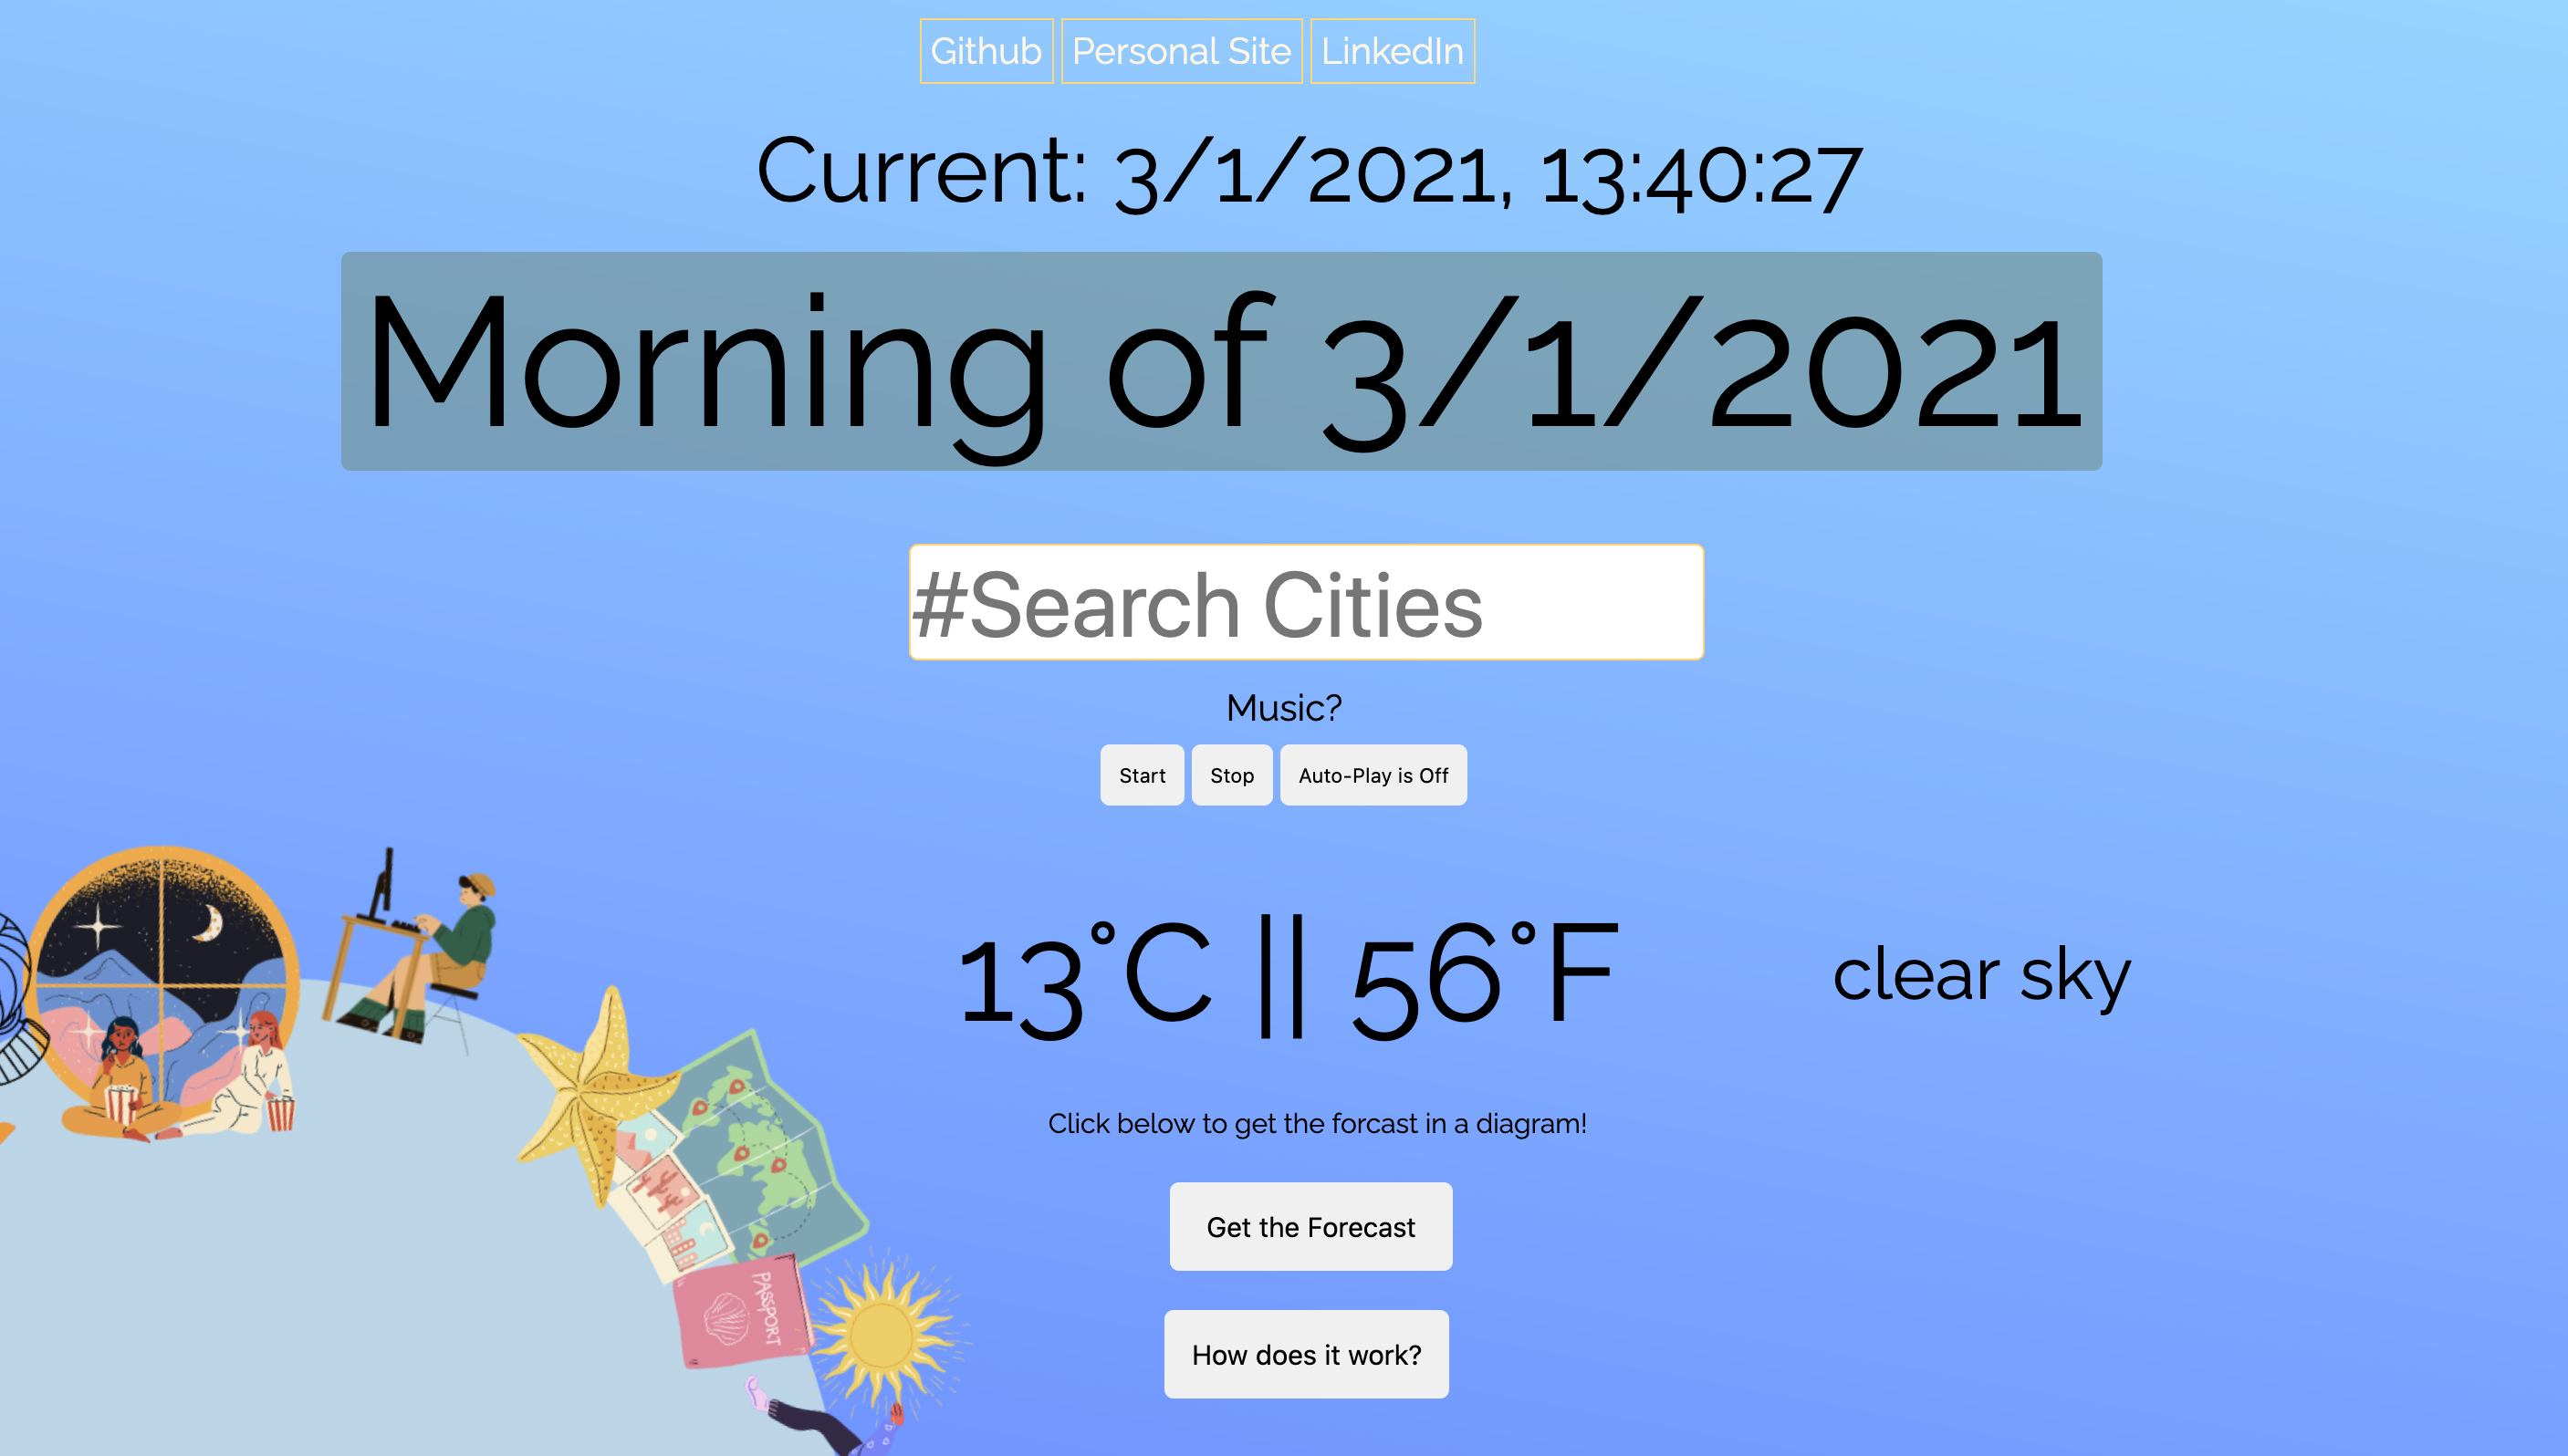 Github Personal Site LinkedIn
Current: 3/1/2021, 13:40:27
Morning of 3/1/2021
#Search Cities
Music?
Start Stop Auto-Play is Off
13°C || 56°F clear sky
Click below to get the forcast in a diagram!
Get the Forecast
PASSPORT
How does it work?